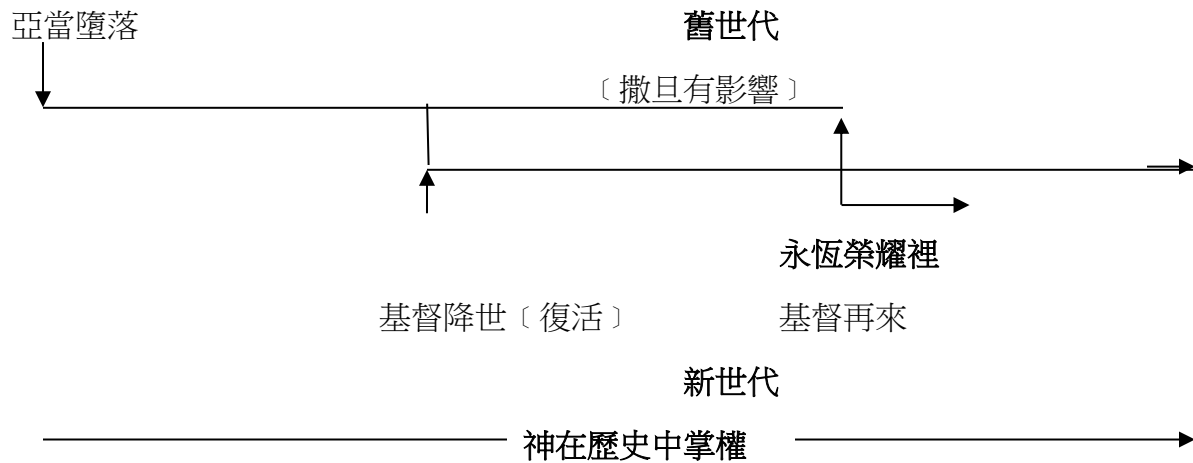 亞當墮落 舊世代
﹝撒旦有影響﹞
永恆榮耀裡
基督降世﹝復活﹞ 基督再來
新世代
神在歷史中掌權